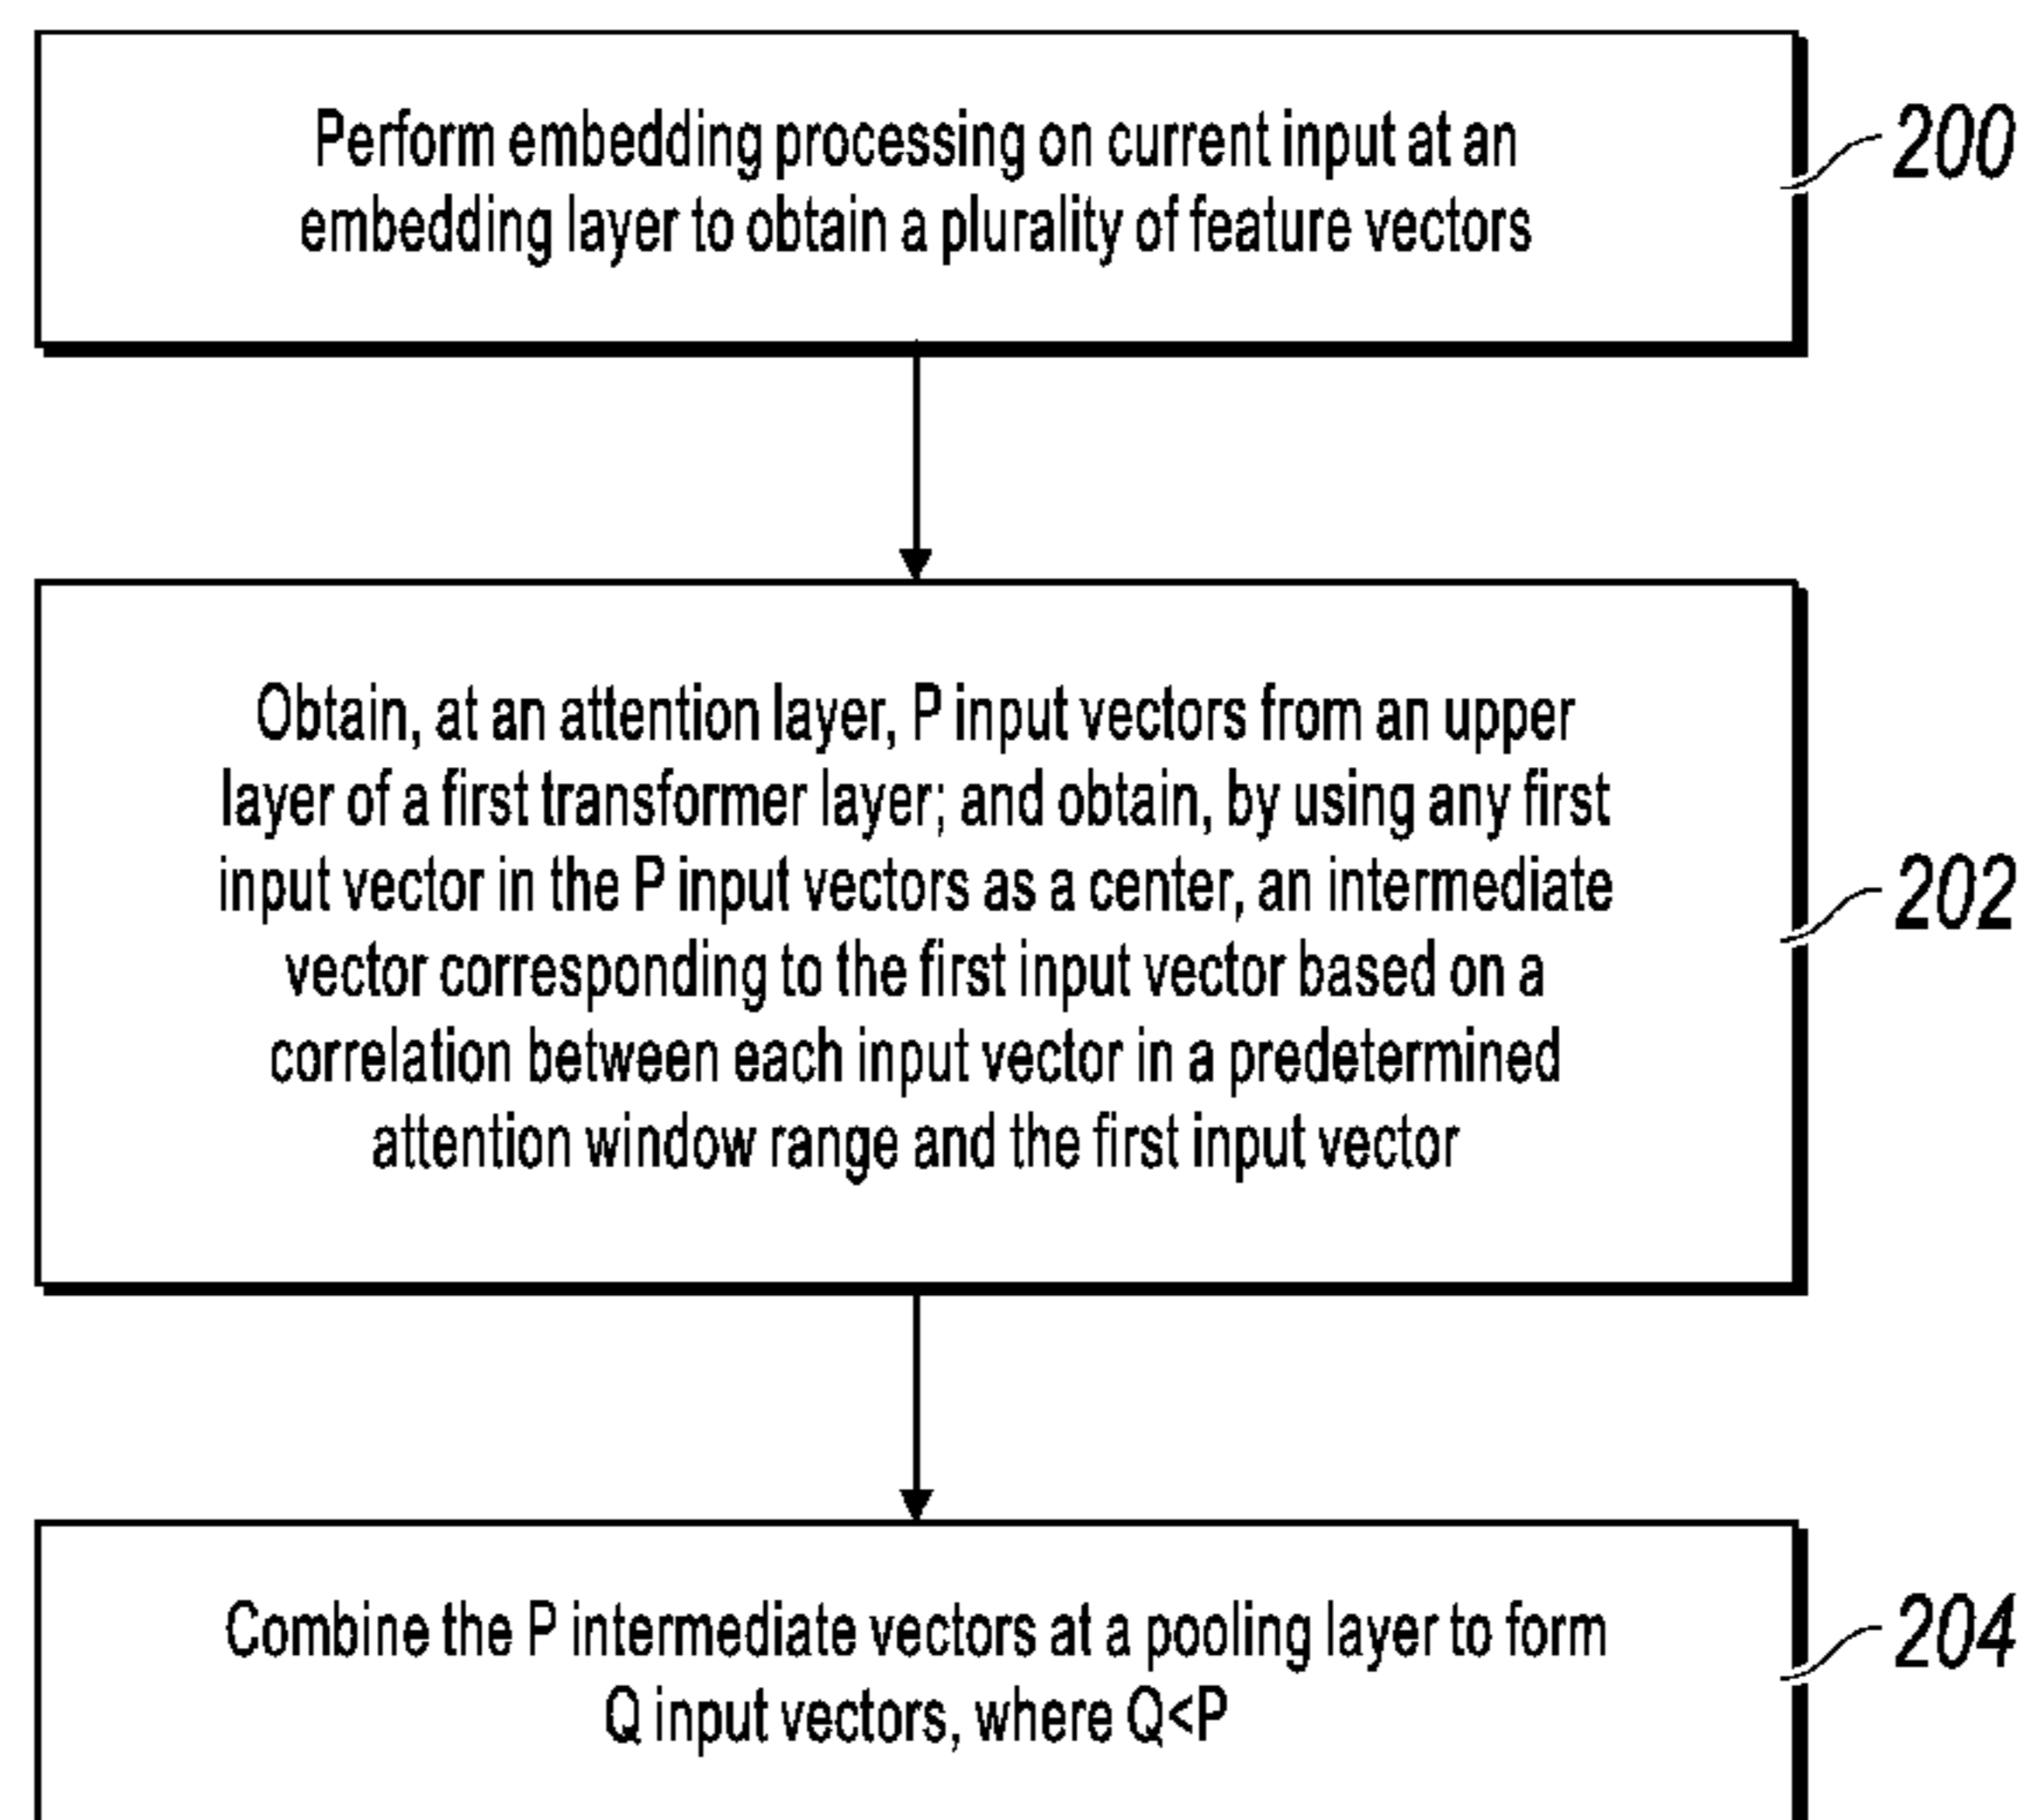 Perform embedding processing on current input at an
embedding layer to obtain a plurality of feature vectors
200
Obtain, at an attention layer, P input vectors from an upper
layer of a first transformer layer; and obtain, by using any first
input vector in the P input vectors as a center, an intermediate
vector corresponding to the first input vector based on a
correlation between each input vector in a predetermined
attention window range and the first input vector
202
Combine the P intermediate vectors at a pooling layer to form
Q input vectors, where Q<P
204